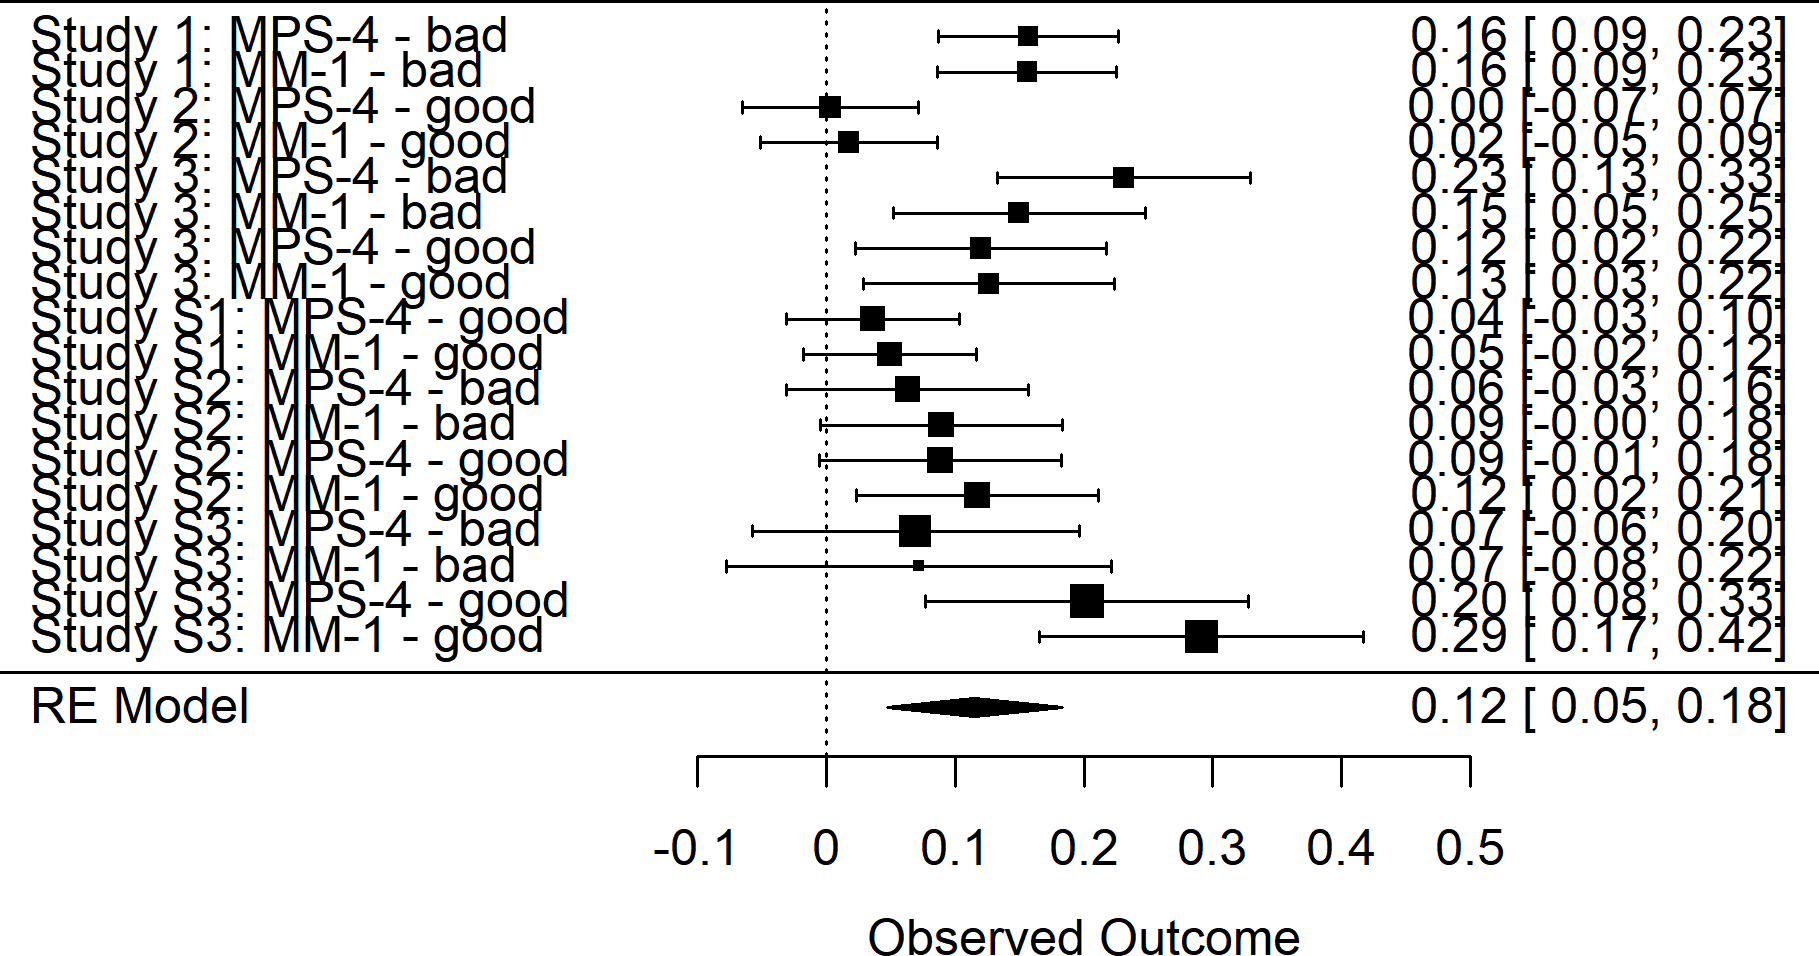 Study 1: MPS-4 - bad 0.16 [ 0.09, 0.23]
Study 1: MM-1 - bad 0.16 [ 0.09, 0.23]
Study 2: MPS-4 - good 0.00 [-0.07, 0.07]
Study 2: MM-1 - good 0.02 [-0.05, 0.09]
Study 3: MPS-4 - bad 0.23 [ 0.13, 0.33]
Study 3: MM-1 - bad 0.15 [ 0.05, 0.25]
Study 3: MPS-4 - good 0.12 [ 0.02, 0.22]
Study 3: MM-1 - good 0.13 [ 0.03, 0.22]
Study S1: MPS-4 - good 0.04 [-0.03, 0.10]
Study S1: MM-1 - good 0.05 [-0.02, 0.12]
Study S2: MPS-4 - bad 0.06 [-0.03, 0.16]
Study S2: MM-1 - bad 0.09 [-0.00, 0.18]
Study S2: MPS-4 - good 0.09 [-0.01, 0.18]
Study S2: MM-1 - good 0.12 [ 0.02, 0.21]
Study S3: MPS-4 - bad 0.07 [-0.06, 0.20]
Study S3: MM-1 - bad 0.07 [-0.08, 0.22]
Study S3: MPS-4 - good 0.20 [ 0.08, 0.33]
Study S3: MM-1 - good 0.29 [ 0.17, 0.42]
RE Model 0.12 [ 0.05, 0.18]
-0.1 0 0.1 0.2 0.3 0.4 0.5
Observed Outcome